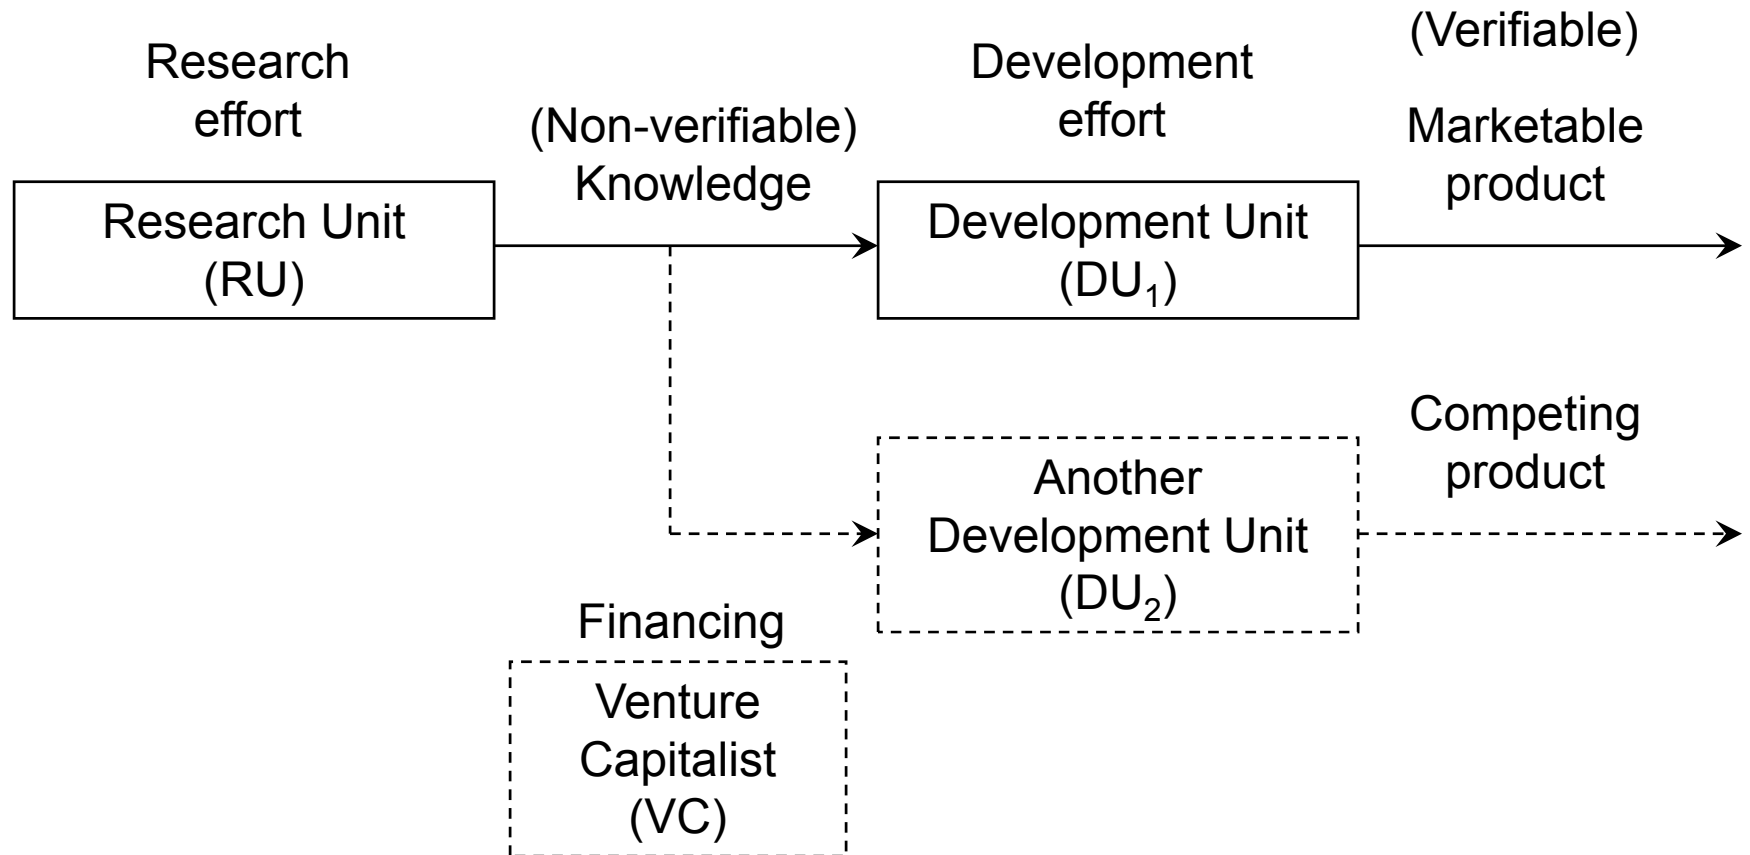 Research
effort
Research Unit
(RU)
(Non-verifiable)
Knowledge
Development
effort
Development Unit
(DU₁)
(Verifiable)
Marketable
product
Another
Development Unit
(DU₂)
Competing
product
Financing
Venture
Capitalist
(VC)